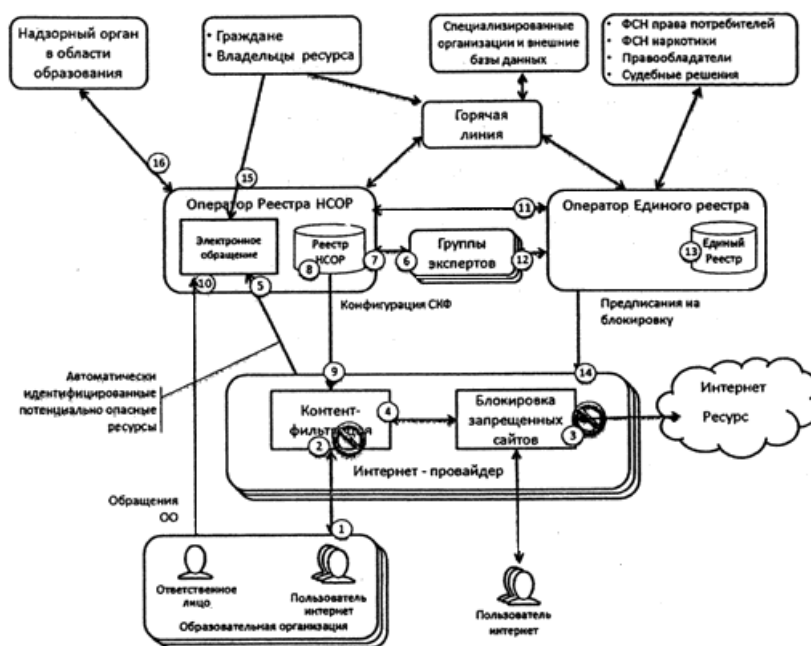 Надзорный орган
в области
образования
• Граждане
• Владельцы ресурса
Специализированные
организации и внешние
базы данных
• ФСН права потребителей
• ФСН наркотики
• Правообладатели
• Судебные решения
Горячая
линия
16
15
Оператор Реестра НСОР
11
Оператор Единого реестра
Электронное
обращение
Реестр
НСОР
8
7
6
Группы
экспертов
12
13
Единый
Реестр
10
5
Конфигурация СКФ
Предписания на
блокировку
9
14
Автоматически
идентифицированные
потенциально опасные
ресурсы
Контент-
фильтрация
2
4
Блокировка
запрещенных
сайтов
3
Интернет
Ресурс
Интернет - провайдер
Обращения
ОО
1
Ответственное
лицо
Пользователь
интернет
Образовательная организация
Пользователь
интернет